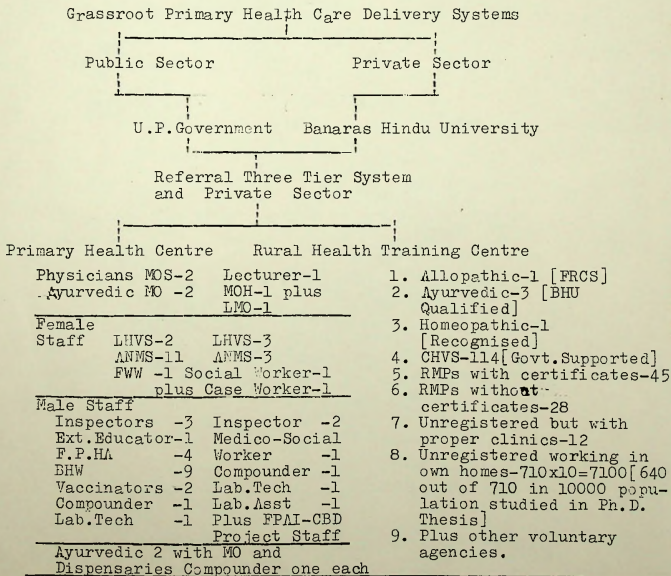 Grassroot Primary Health Care Delivery Systems
Public Sector Private Sector
U.P.Government Banaras Hindu University
Referral Three Tier System
and Private Sector
Primary Health Centre Rural Health Training Centre
Physicians MOS-2 Lecturer-1
Ayurvedic MO -2 MOH-1 plus
LMO-1
Female
Staff LHVS-2 LHVS-3
ANMS-11 ANMS-3
FWW -1 Social Worker-1
plus Case Worker-1
Male Staff
Inspectors -3 Inspector -2
Ext.Educator-1 Medico-Social
F.P.HA -4 Worker -1
BHW -9 Compounder -1
Vaccinators -2 Lab.Tech -1
Compounder -1 Lab.Asst -1
Lab.Tech -1 Plus FPAI-CBD
Project Staff
Ayurvedic 2 with MO and
Dispensaries Compounder one each
1. Allopathic-1 [FRCS]
2. Ayurvedic-3 [BHU
Qualified]
3. Homeopathic-1
[Recognised]
4. CHVS-114[Govt.Supported]
5. RMPs with certificates-45
6. RMPs without
certificates-28
7. Unregistered but with
proper clinics-12
8. Unregistered working in
own homes-710x10=7100[640
out of 710 in 10000 popu-
lation studied in Ph.D.
Thesis]
9. Plus other voluntary
agencies.